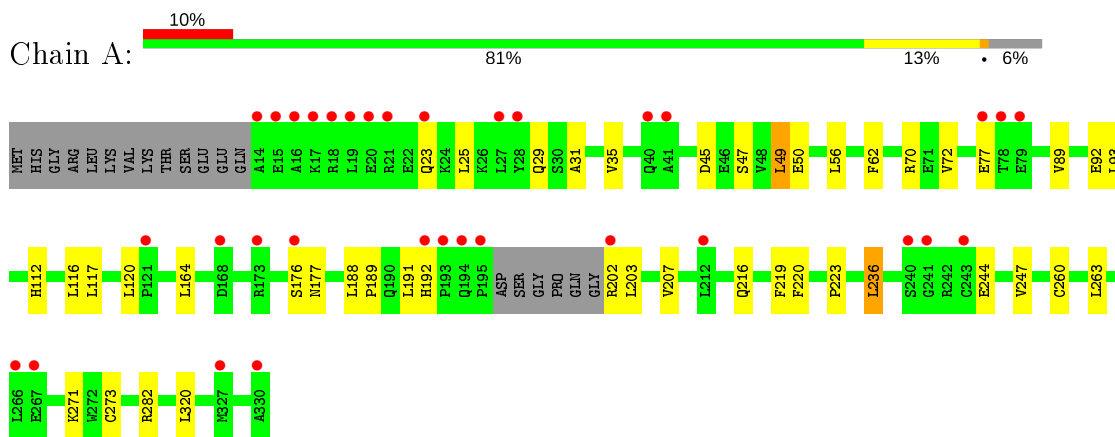 10%
Chain A:
81% 13% • 6%
MET HIS GLY ARG LEU LYS VAL LYS THR SER GLU GLU GLN A14 E15 A16 K17 R18 L19 E20 R21 E22 Q23 K24 L25 K26 L27 Y28 Q29 S30 A31 V35 Q40 A41 D45 E46 S47 V48 L49 E50 L56 F62 R70 E71 V72 E77 T78 E79 V89 E92 L93
H112 L116 L117 L120 P121 L164 D168 R173 S176 N177 L188 P189 Q190 L191 H192 P193 Q194 P195 ASP SER GLY PRO GLN GLY R202 L203 V207 L212 Q216 F219 F220 P223 L236 S240 G241 R242 C243 E244 V247 C260 L263
L266 E267 K271 W272 C273 R282 L320 M327 A330